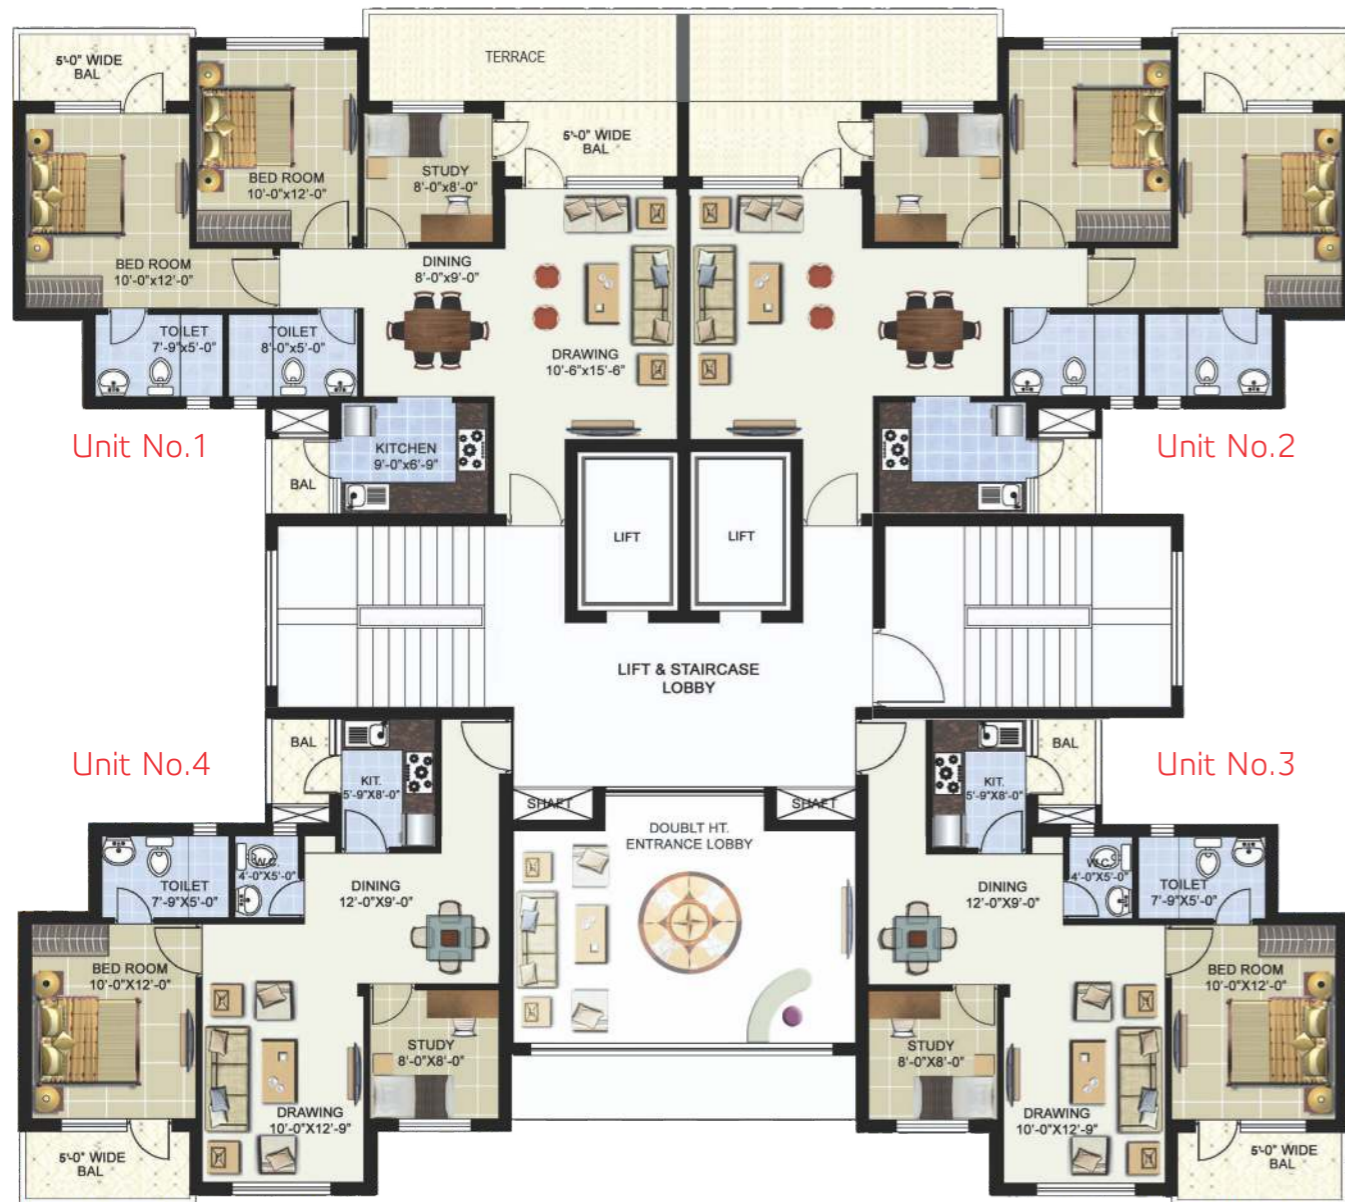 TERRACE
5'-0" WIDE
BAL
BED ROOM
10'-0"x12'-0"
STUDY
8'-0"x8'-0"
5'-0" WIDE
BAL
BED ROOM
10'-0"x12'-0"
DINING
8'-0"x9'-0"
TOILET
7'-9"x5'-0"
TOILET
8'-0"x5'-0"
DRAWING
10'-6"x15'-6"
Unit No.1
KITCHEN
9'-0"x6'-9"
BAL
Unit No.2
LIFT
LIFT
LIFT & STAIRCASE
LOBBY
Unit No.4
BAL
KIT.
5'-9"X8'-0"
KIT.
5'-9"X8'-0"
BAL
Unit No.3
SHAFT
SHAFT
DOUBLT HT.
ENTRANCE LOBBY
TOILET
7'-9"X5'-0"
W.C.
4'-0"X5'-0"
DINING
12'-0"X9'-0"
DINING
12'-0"X9'-0"
W.C.
4'-0"X5'-0"
TOILET
7'-9"X5'-0"
BED ROOM
10'-0"X12'-0"
BED ROOM
10'-0"X12'-0"
STUDY
8'-0"X8'-0"
STUDY
8'-0"X8'-0"
DRAWING
10'-0"X12'-9"
DRAWING
10'-0"X12'-9"
5'-0" WIDE
BAL
5'-0" WIDE
BAL